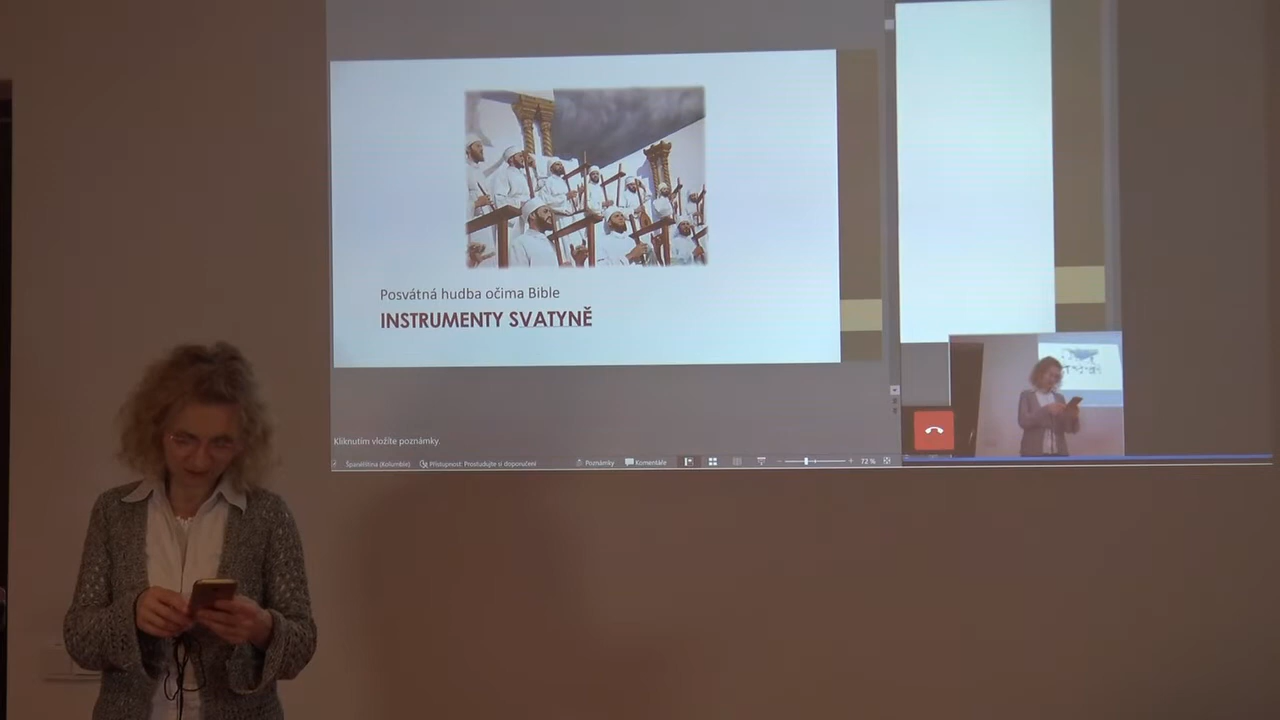 Posvátná hudba očima Bible
INSTRUMENTY SVATYNĚ
Kliknutím vložíte poznámky.
Španělština (Kolumbie) Přístupnost: Prostudujte si doporučení Poznámky Komentáře 72 %